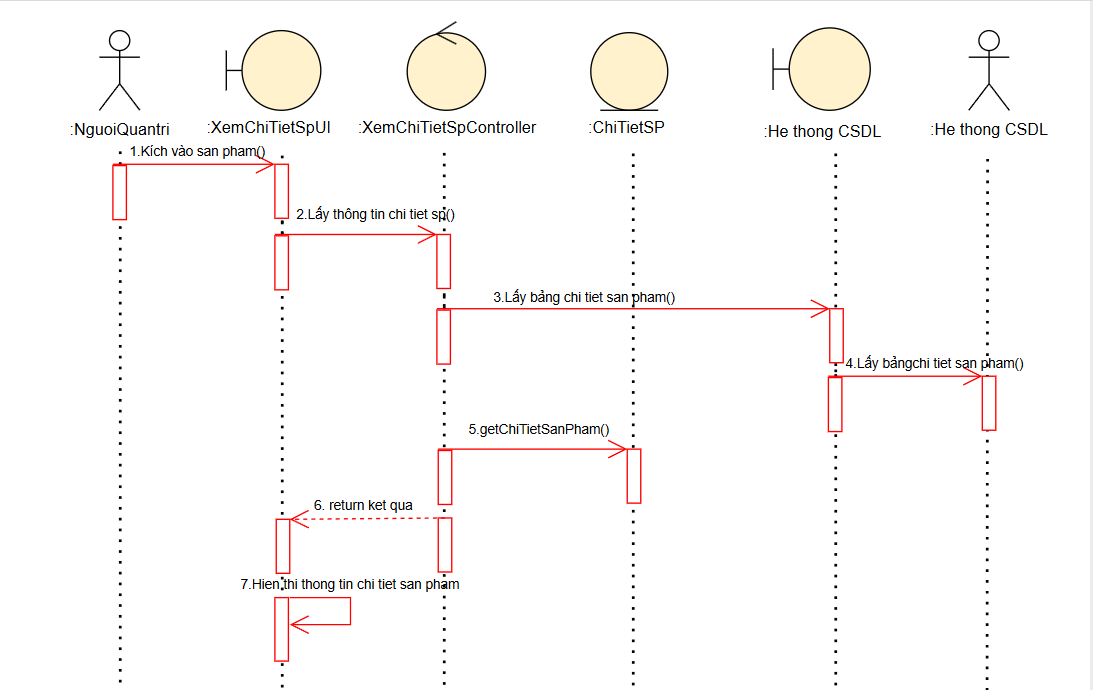 :NguoiQuantri
:XemChiTietSpUI
:XemChiTietSpController
:ChiTietSP
:He thong CSDL
:He thong CSDL
1.Kích vào san pham()
2.Lấy thông tin chi tiet sp()
3.Lấy bảng chi tiet san pham()
4.Lấy bảngchi tiet san pham()
5.getChiTietSanPham()
6. return ket qua
7.Hien thi thong tin chi tiet san pham